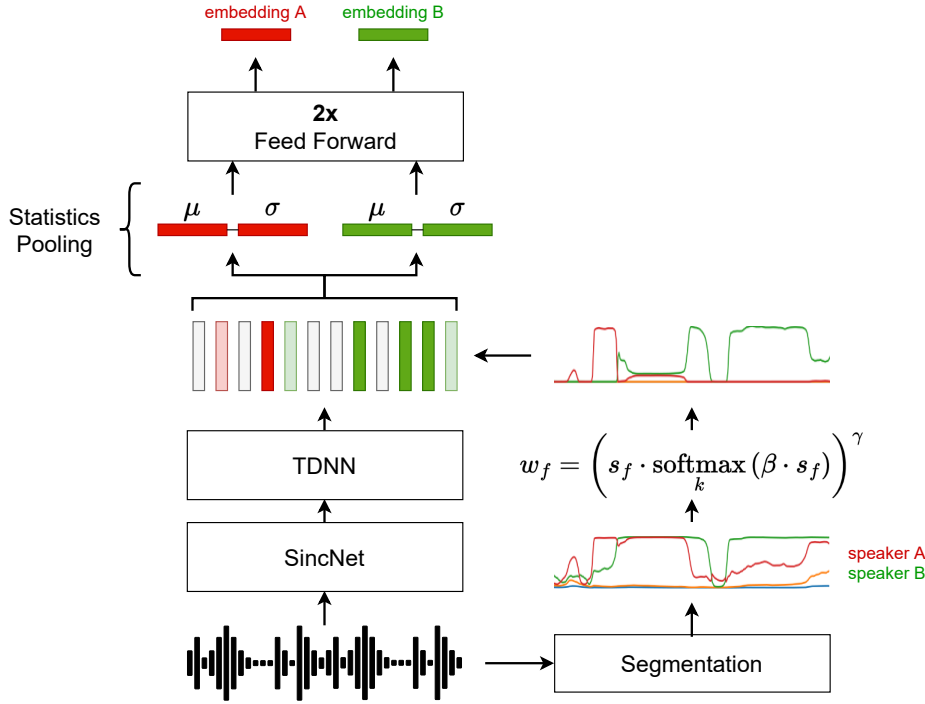 embedding A
embedding B
2x
Feed Forward
Statistics
Pooling
μ
σ
μ
σ
TDNN
w_f = (s_f · softmax_k (β · s_f))^γ
SincNet
speaker A
speaker B
Segmentation